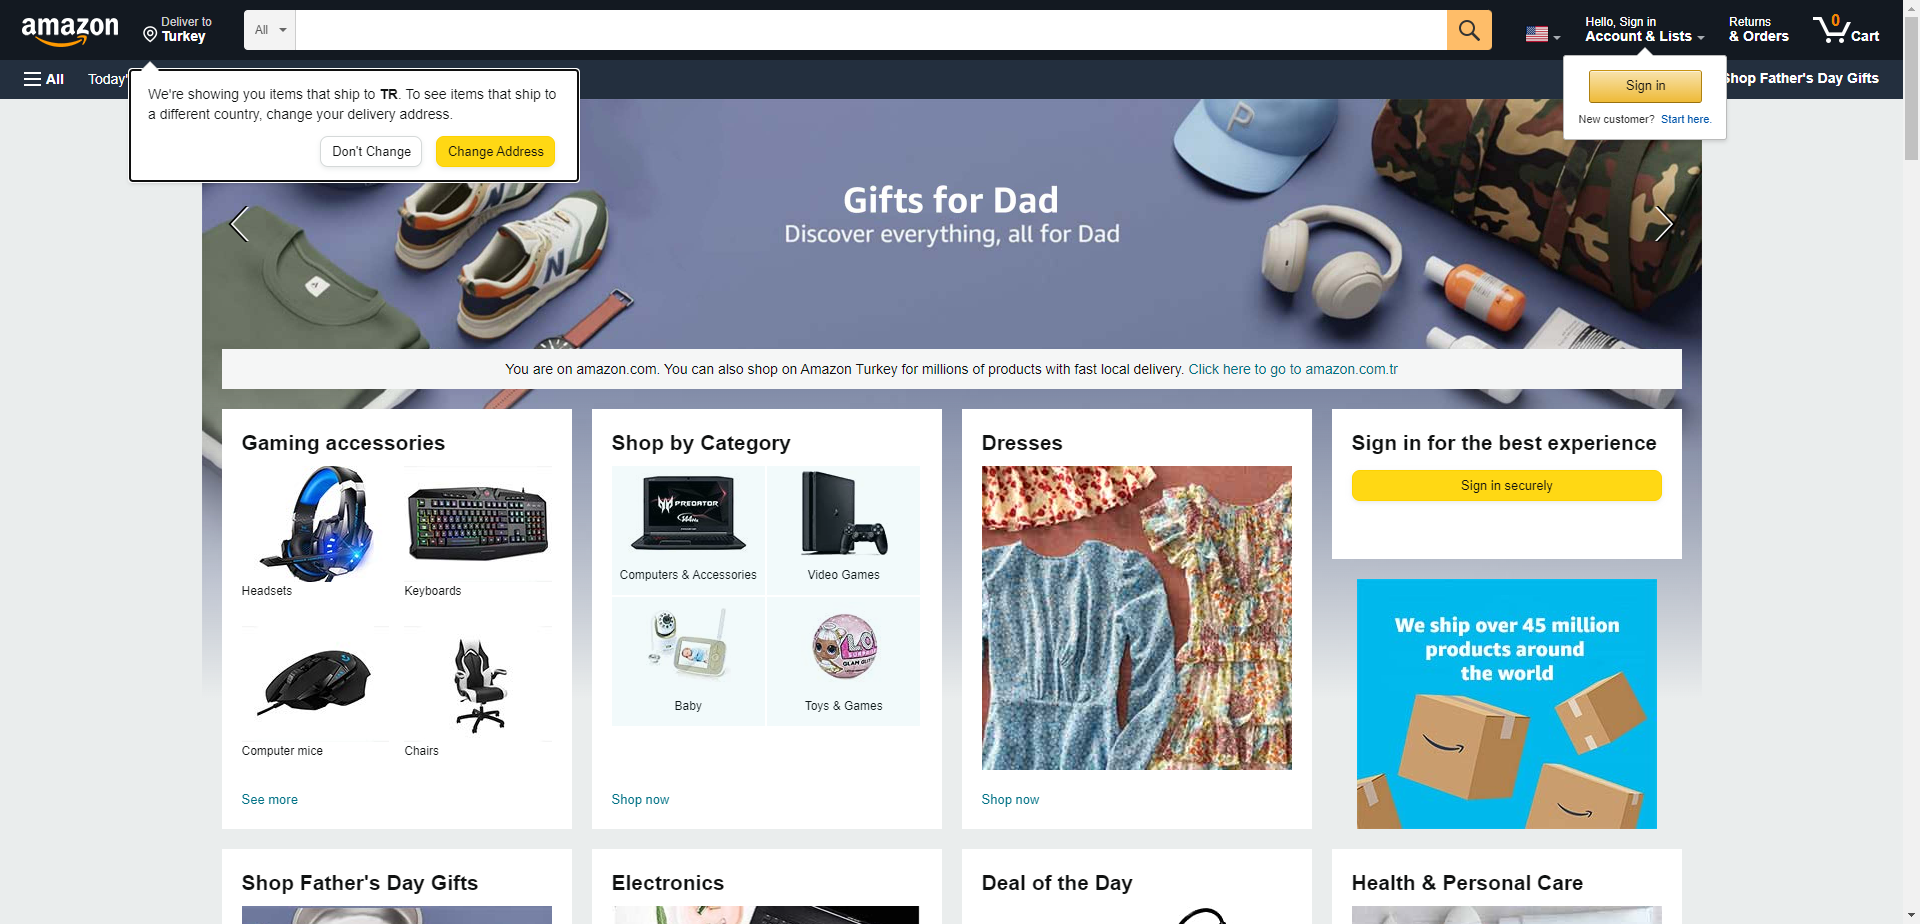 amazon
Deliver to
Turkey
All
Hello, Sign in
Account & Lists
Returns
& Orders
0
Cart
All
Today'
Shop Father's Day Gifts
We're showing you items that ship to TR. To see items that ship to
a different country, change your delivery address.
Don't Change
Change Address
Sign in
New customer? Start here.
Gifts for Dad
Discover everything, all for Dad
You are on amazon.com. You can also shop on Amazon Turkey for millions of products with fast local delivery. Click here to go to amazon.com.tr
Gaming accessories
Headsets
Keyboards
Computer mice
Chairs
See more
Shop by Category
PREDATOR
Computers & Accessories
Video Games
Baby
Toys & Games
Shop now
Dresses
Shop now
Sign in for the best experience
Sign in securely
We ship over 45 million
products around
the world
Shop Father's Day Gifts
Electronics
Deal of the Day
Health & Personal Care